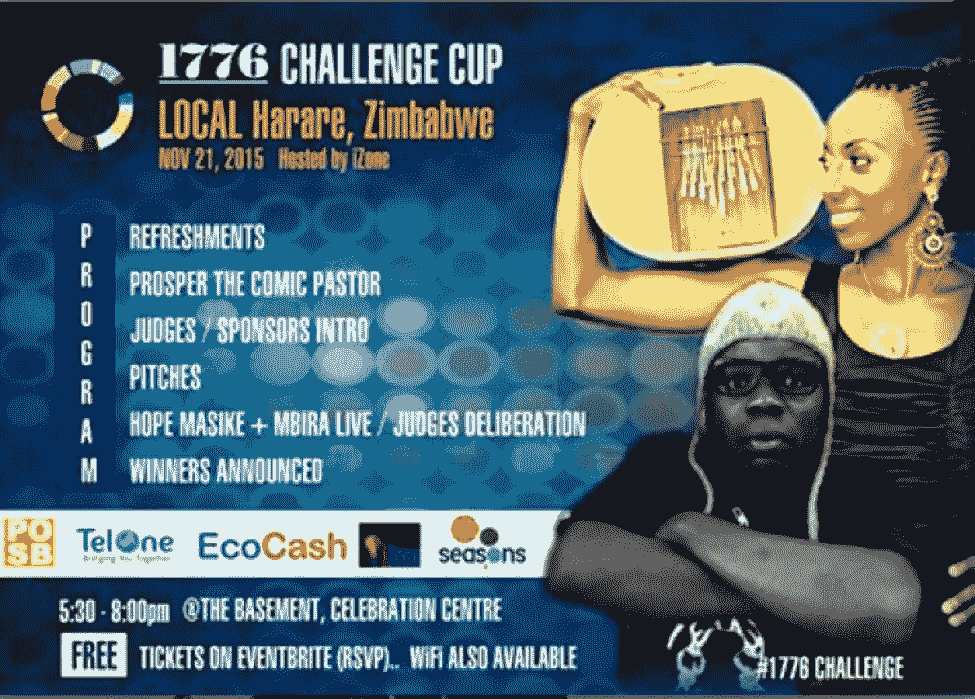 1776 CHALLENGE CUP
LOCAL Harare, Zimbabwe
NOV 21, 2015 Hosted by iZone
PROGRAM
REFRESHMENTS
PROSPER THE COMIC PASTOR
JUDGES / SPONSORS INTRO
PITCHES
HOPE MASIKE + MBIRA LIVE / JUDGES DELIBERATION
WINNERS ANNOUNCED
POSB
TelOne
EcoCash
seasons
5:30 - 8:00pm @THE BASEMENT, CELEBRATION CENTRE
FREE TICKETS ON EVENTBRITE (RSVP).. WiFi ALSO AVAILABLE
#1776 CHALLENGE